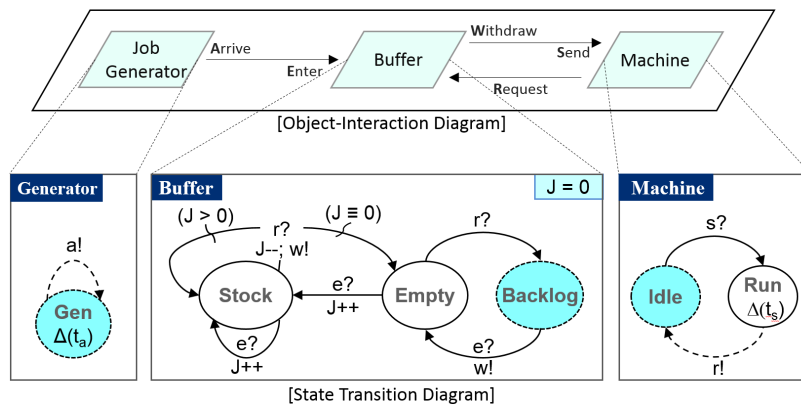 Job
Generator
Arrive
Enter
Buffer
Withdraw
Send
Request
Machine
[Object-Interaction Diagram]
Generator
a!
Gen
Δ(tₐ)
Buffer
J = 0
(J > 0)
(J ≡ 0)
r?
J--; w!
r?
Stock
e?
J++
Empty
Backlog
e?
J++
e?
w!
Machine
s?
Idle
Run
Δ(tₛ)
r!
[State Transition Diagram]